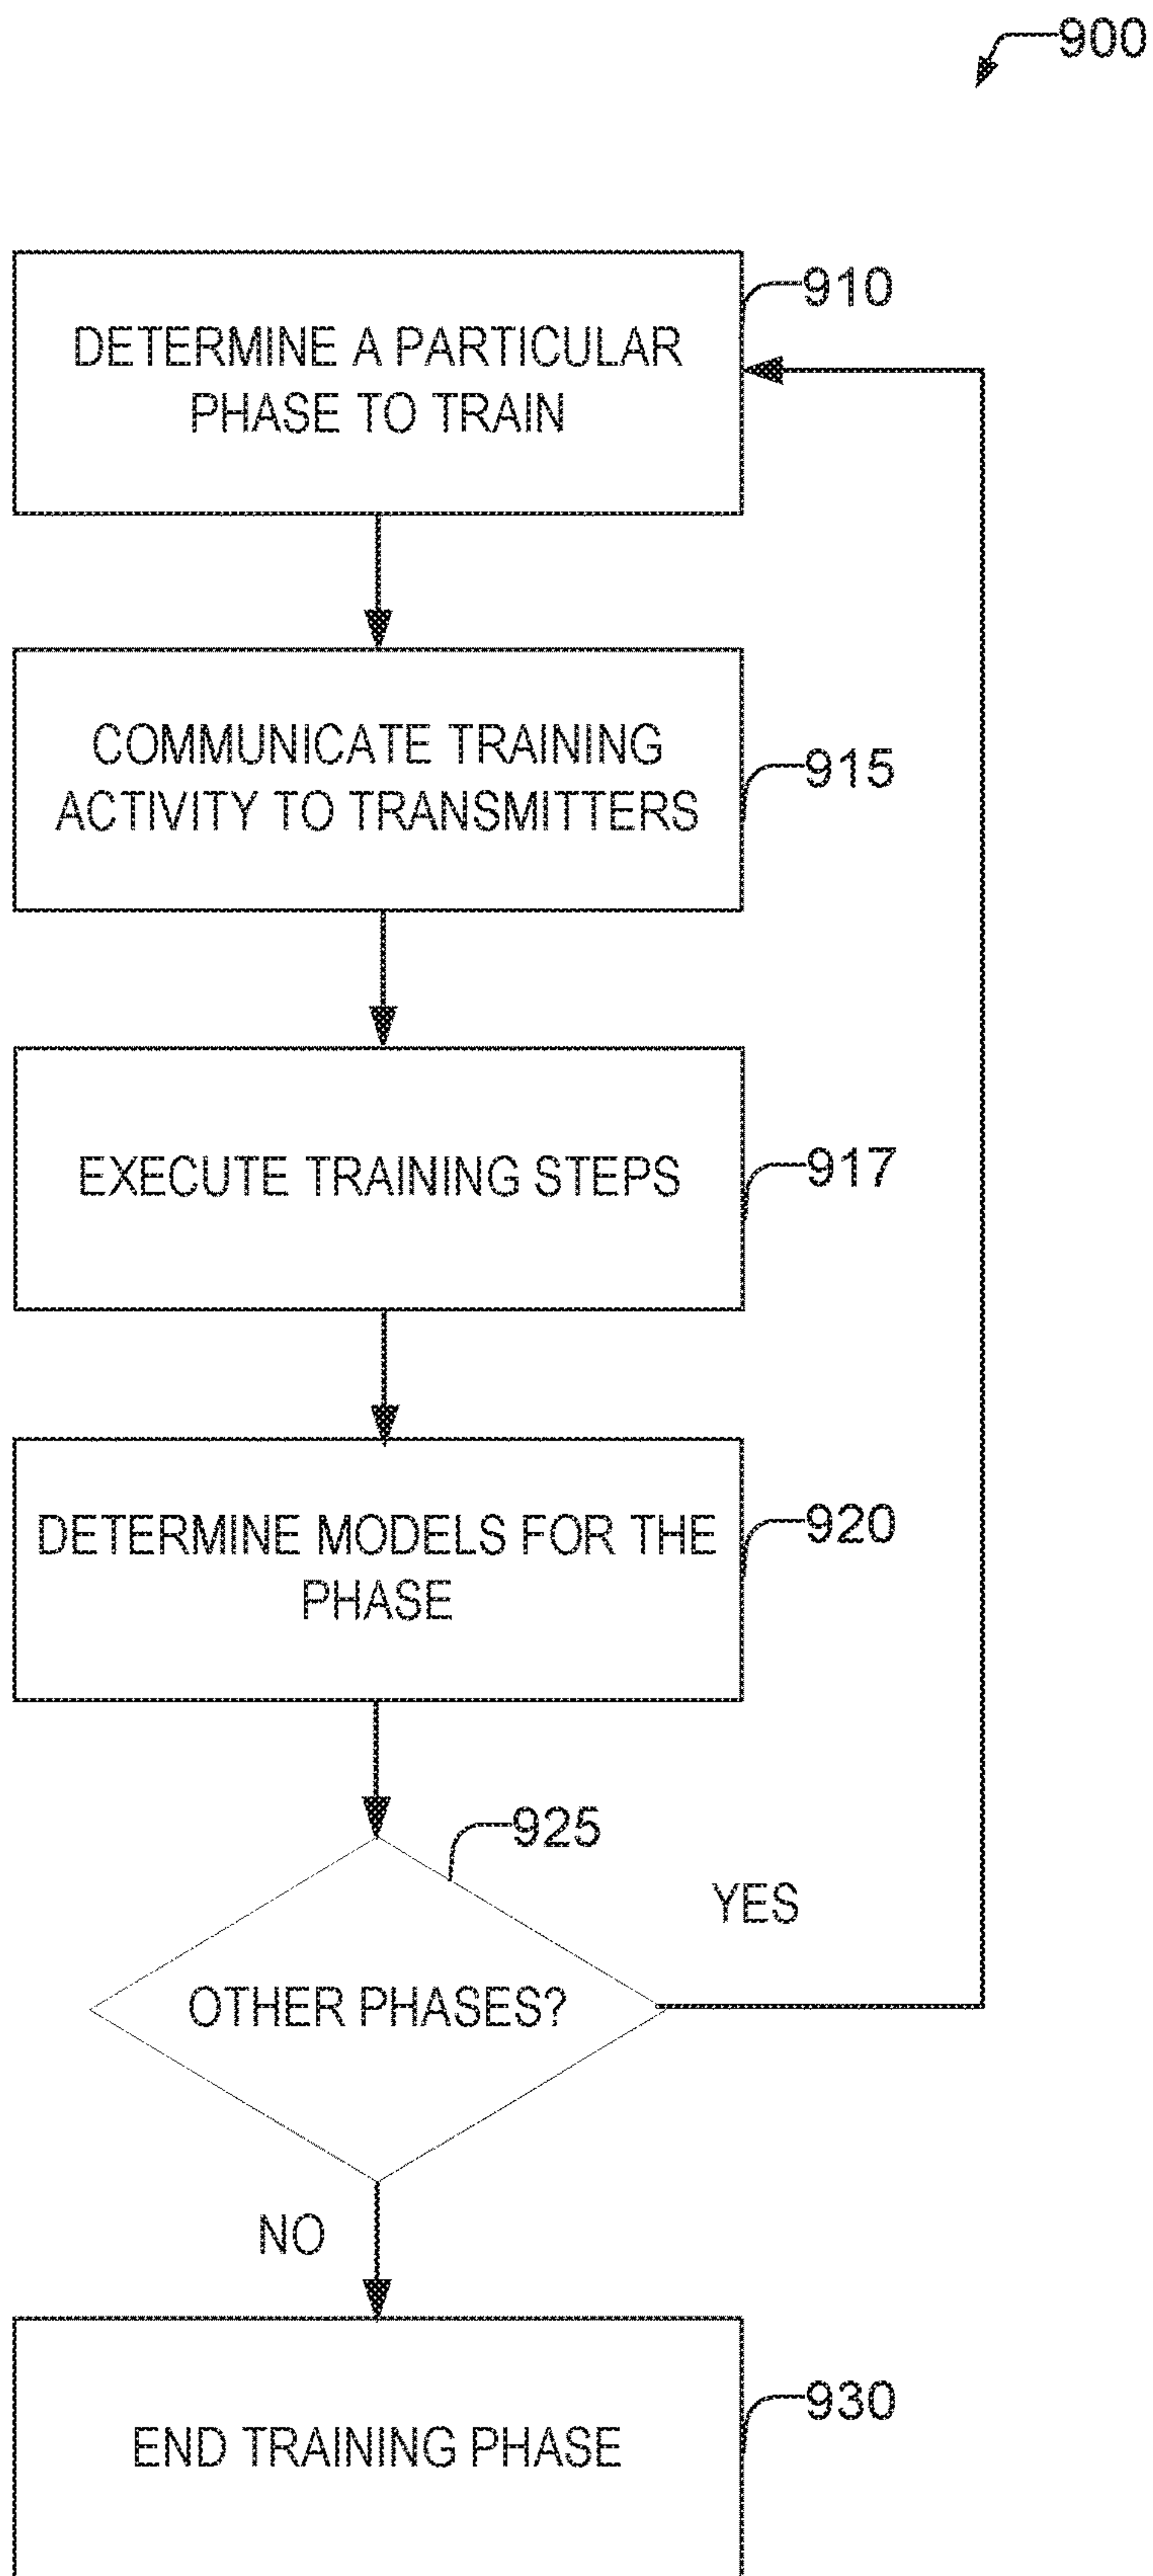 900
910
DETERMINE A PARTICULAR
PHASE TO TRAIN
COMMUNICATE TRAINING
ACTIVITY TO TRANSMITTERS
915
EXECUTE TRAINING STEPS
917
DETERMINE MODELS FOR THE
PHASE
920
925
YES
OTHER PHASES?
NO
930
END TRAINING PHASE